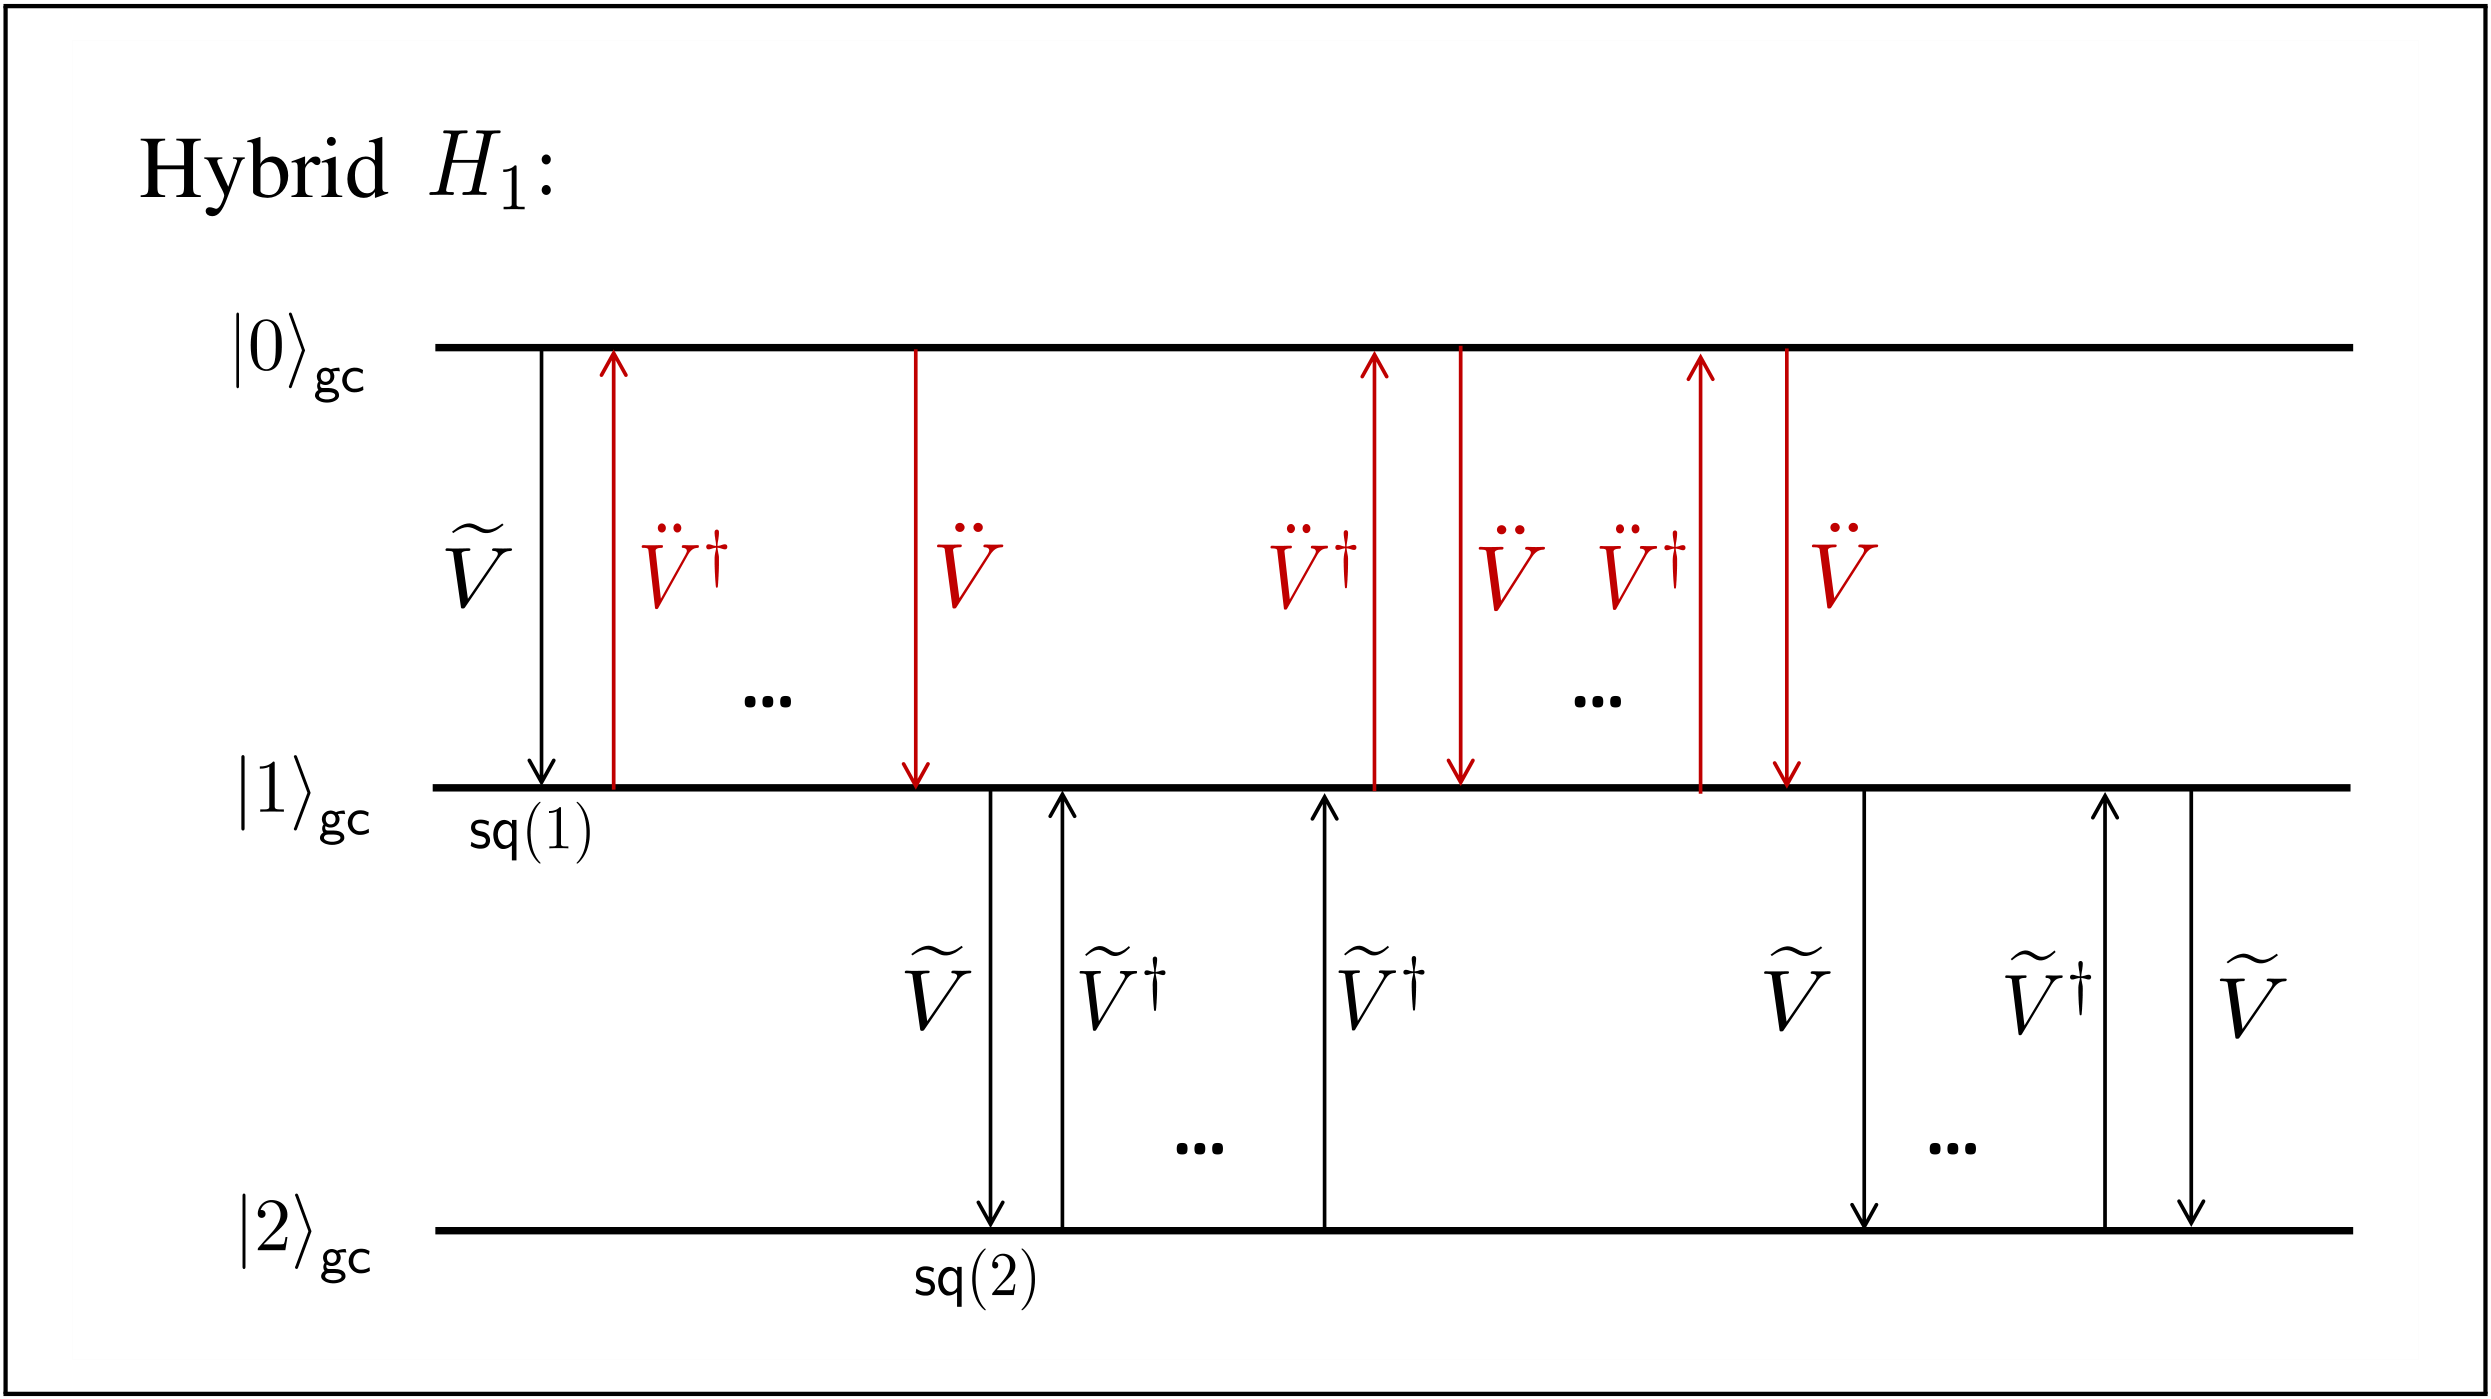 Hybrid H₁:
|0⟩gc
Ṽ V̈† V̈ V̈† V̈ V̈† V̈
... ...
|1⟩gc
sq(1)
Ṽ Ṽ† Ṽ† Ṽ Ṽ† Ṽ
... ...
|2⟩gc
sq(2)